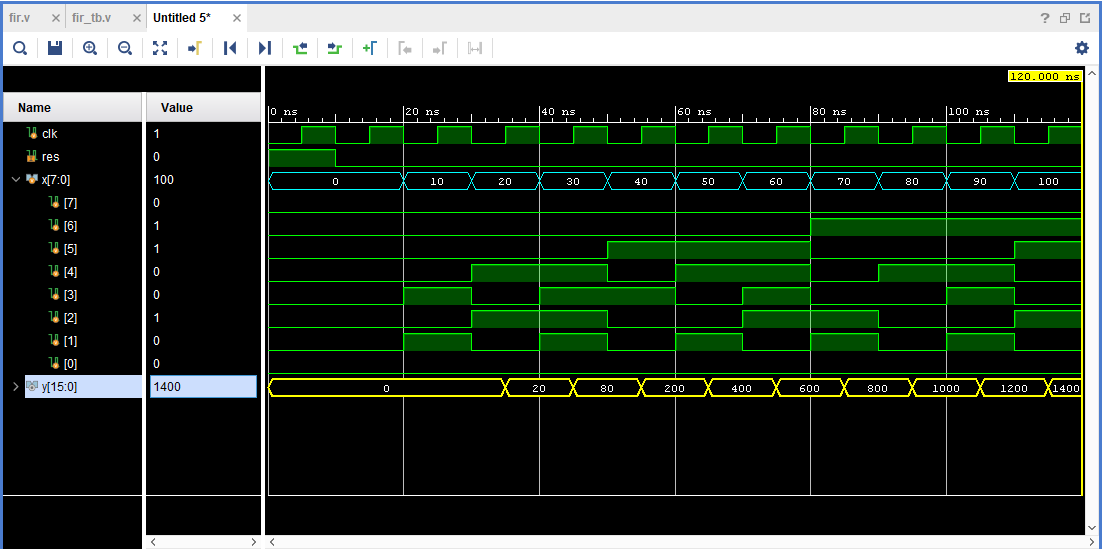 fir.v × fir_tb.v × Untitled 5* ×
?
120.000 ns
Name Value
0 ns 20 ns 40 ns 60 ns 80 ns 100 ns
clk 1
res 0
x[7:0] 100 0 10 20 30 40 50 60 70 80 90 100
[7] 0
[6] 1
[5] 1
[4] 0
[3] 0
[2] 1
[1] 0
[0] 0
y[15:0] 1400 0 20 80 200 400 600 800 1000 1200 1400